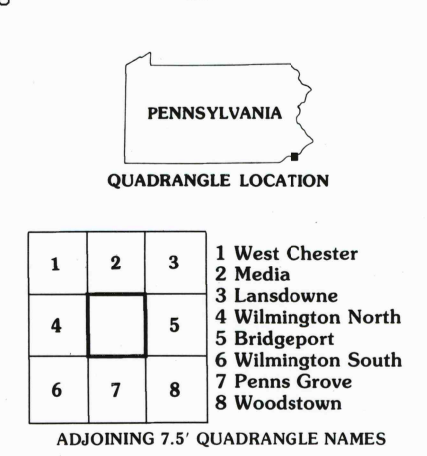 PENNSYLVANIA
QUADRANGLE LOCATION
1 2 3
4 5
6 7 8
1 West Chester
2 Media
3 Lansdowne
4 Wilmington North
5 Bridgeport
6 Wilmington South
7 Penns Grove
8 Woodstown
ADJOINING 7.5′ QUADRANGLE NAMES